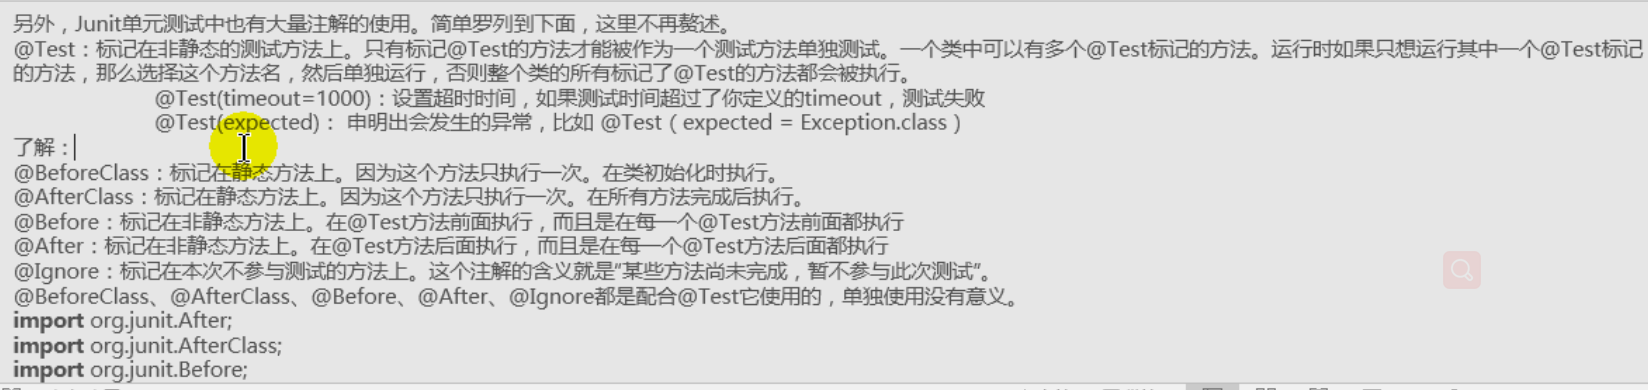 另外，Junit单元测试中也有大量注解的使用。简单罗列到下面，这里不再赘述。
@Test：标记在非静态的测试方法上。只有标记@Test的方法才能被作为一个测试方法单独测试。一个类中可以有多个@Test标记的方法。运行时如果只想运行其中一个@Test标记
的方法，那么选择这个方法名，然后单独运行，否则整个类的所有标记了@Test的方法都会被执行。
@Test(timeout=1000)：设置超时时间，如果测试时间超过了你定义的timeout，测试失败
@Test(expected)： 申明出会发生的异常，比如 @Test（expected = Exception.class）
了解：
@BeforeClass：标记在静态方法上。因为这个方法只执行一次。在类初始化时执行。
@AfterClass：标记在静态方法上。因为这个方法只执行一次。在所有方法完成后执行。
@Before：标记在非静态方法上。在@Test方法前面执行，而且是在每一个@Test方法前面都执行
@After：标记在非静态方法上。在@Test方法后面执行，而且是在每一个@Test方法后面都执行
@Ignore：标记在本次不参与测试的方法上。这个注解的含义就是“某些方法尚未完成，暂不参与此次测试”。
@BeforeClass、@AfterClass、@Before、@After、@Ignore都是配合@Test它使用的，单独使用没有意义。
import org.junit.After;
import org.junit.AfterClass;
import org.junit.Before;